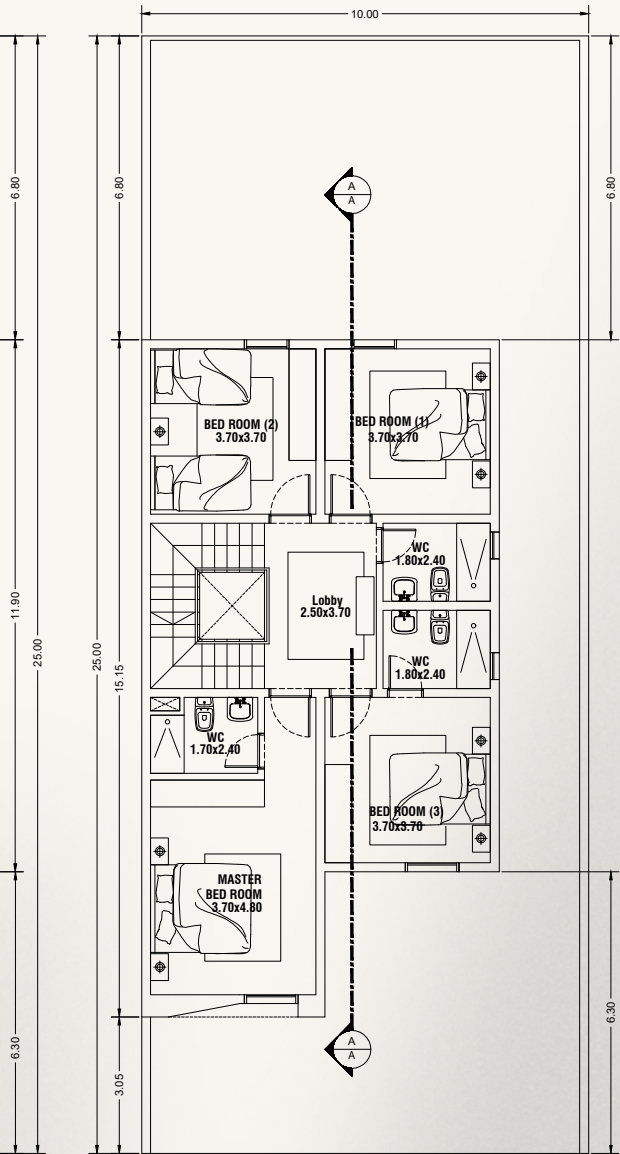 10.00
6.80
6.80
6.80
A
A
BED ROOM (2)
3.70x3.70
BED ROOM (1)
3.70x3.70
WC
1.80x2.40
Lobby
2.50x3.70
11.90
25.00
25.00
15.15
WC
1.80x2.40
WC
1.70x2.40
BED ROOM (3)
3.70x3.70
MASTER
BED ROOM
3.70x4.80
6.30
3.05
6.30
A
A